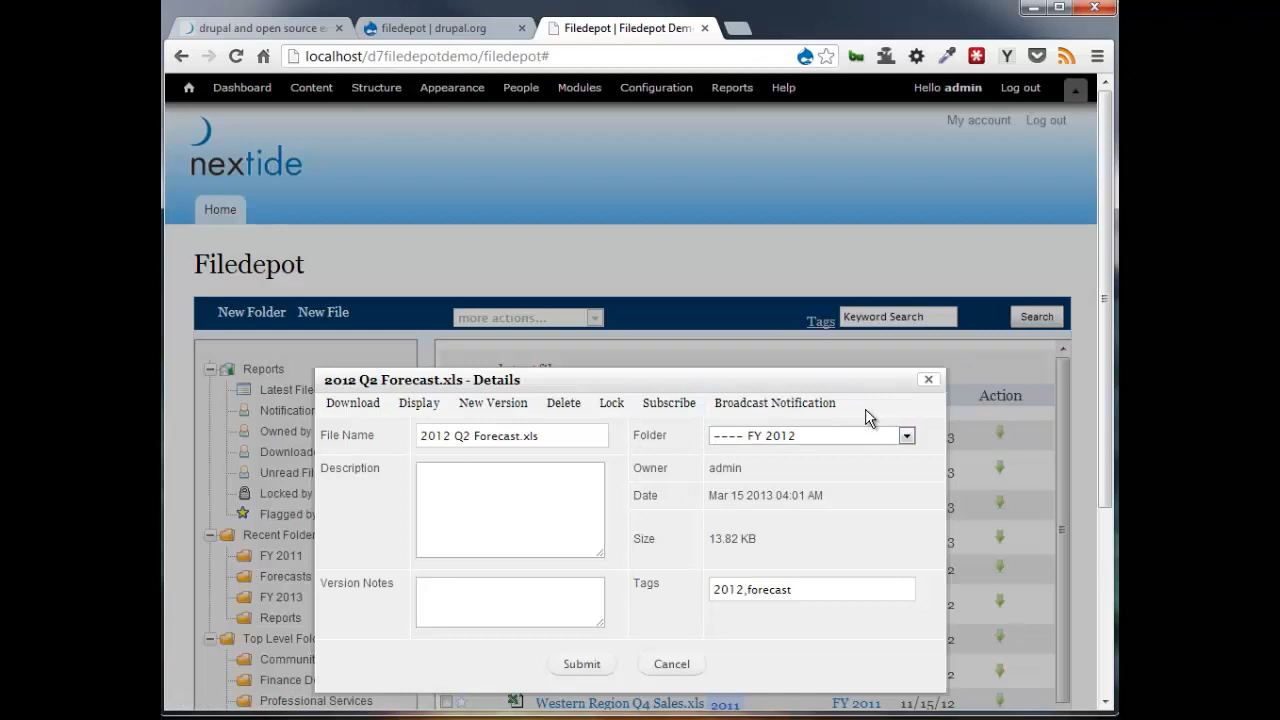 drupal and open source e
filedepot | drupal.org
Filedepot | Filedepot Dem
localhost/d7filedepotdemo/filedepot#
Dashboard Content Structure Appearance People Modules Configuration Reports Help Hello admin Log out
My account Log out
nextide
Home
Filedepot
New Folder New File more actions... Tags Keyword Search Search
Reports
Latest File
Notification
Owned by
Downloade
Unread Fil
Locked by
Flagged by
Recent Folder
FY 2011
Forecasts
FY 2013
Reports
Top Level Fol
Communi
Finance D
Professional Services
Action
2012 Q2 Forecast.xls - Details
Download Display New Version Delete Lock Subscribe Broadcast Notification
File Name 2012 Q2 Forecast.xls Folder ---- FY 2012
Description Owner admin
Date Mar 15 2013 04:01 AM
Size 13.82 KB
Version Notes Tags 2012,forecast
Submit Cancel
Western Region Q4 Sales.xls 2011 FY 2011 11/15/12